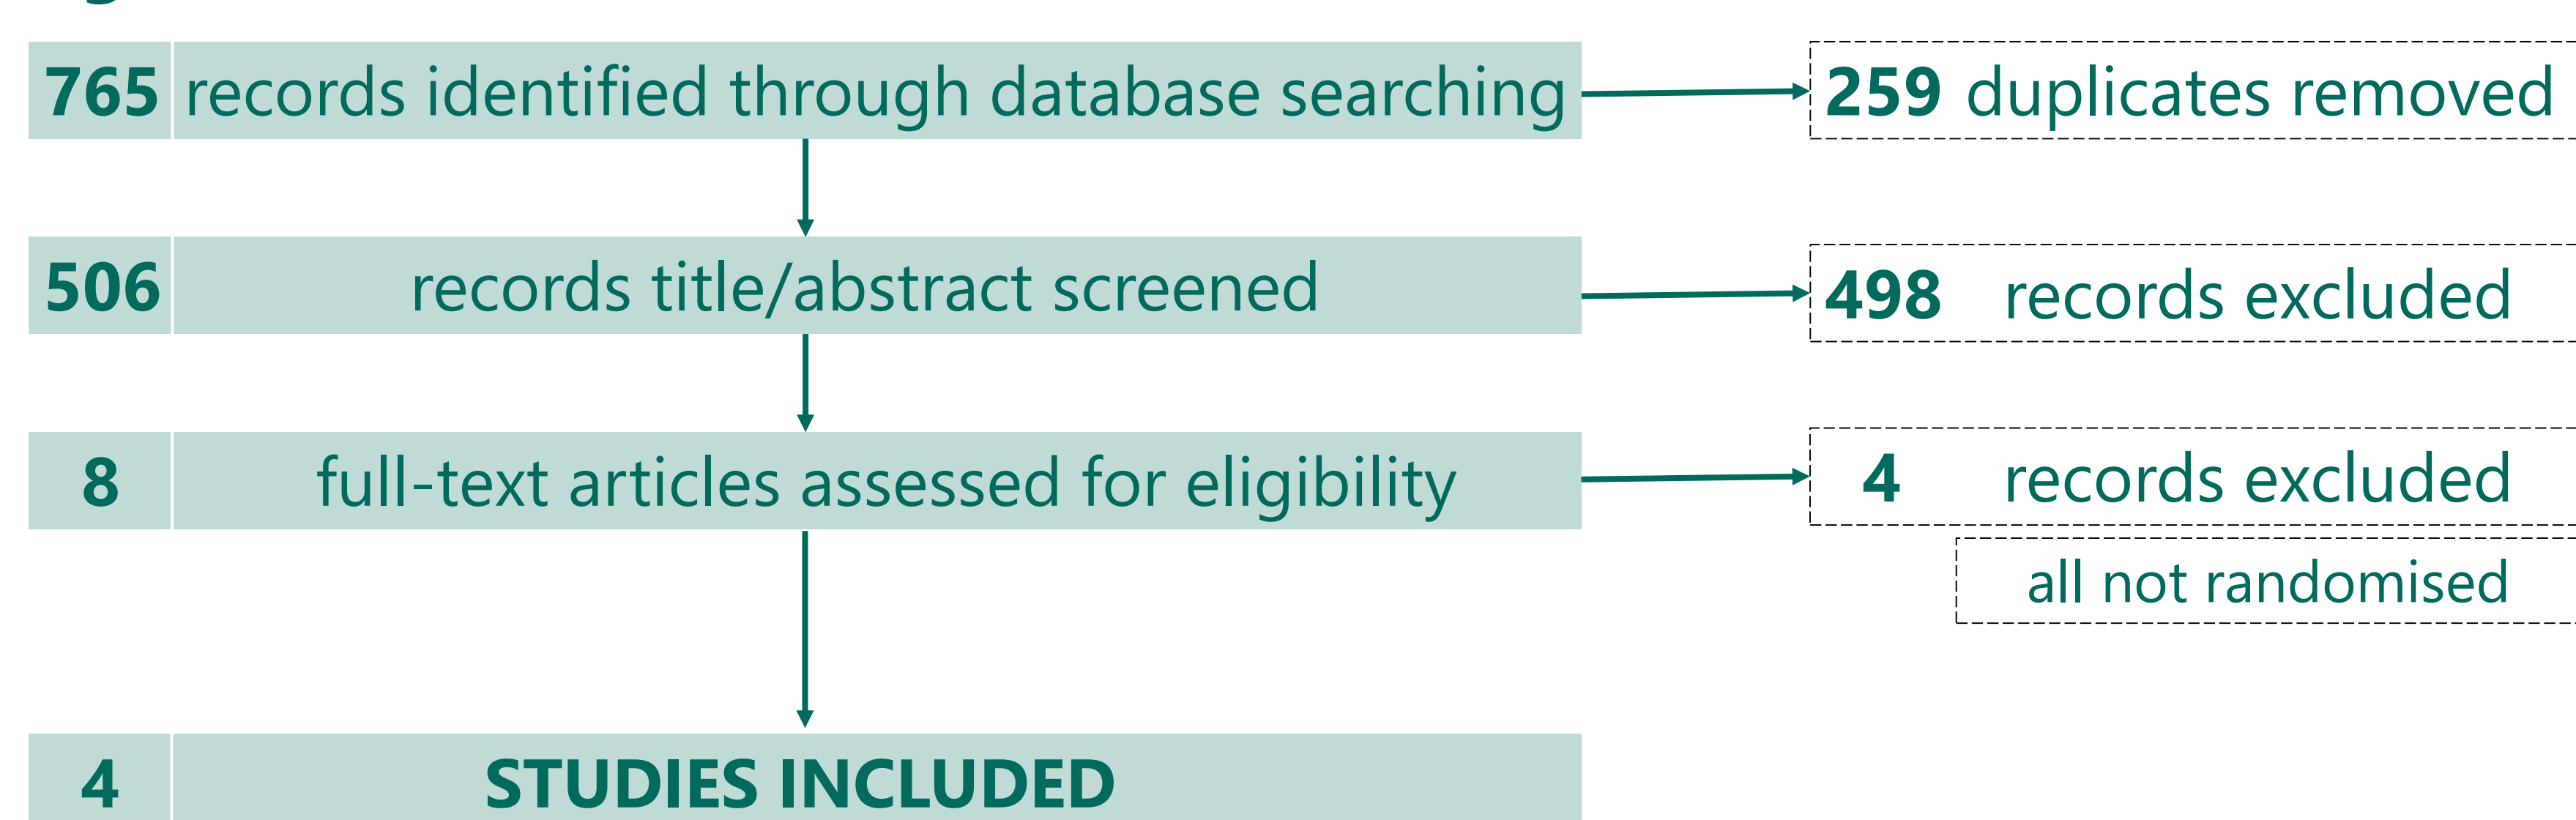 765 records identified through database searching
259 duplicates removed
506 records title/abstract screened
498 records excluded
8 full-text articles assessed for eligibility
4 records excluded
all not randomised
4 STUDIES INCLUDED